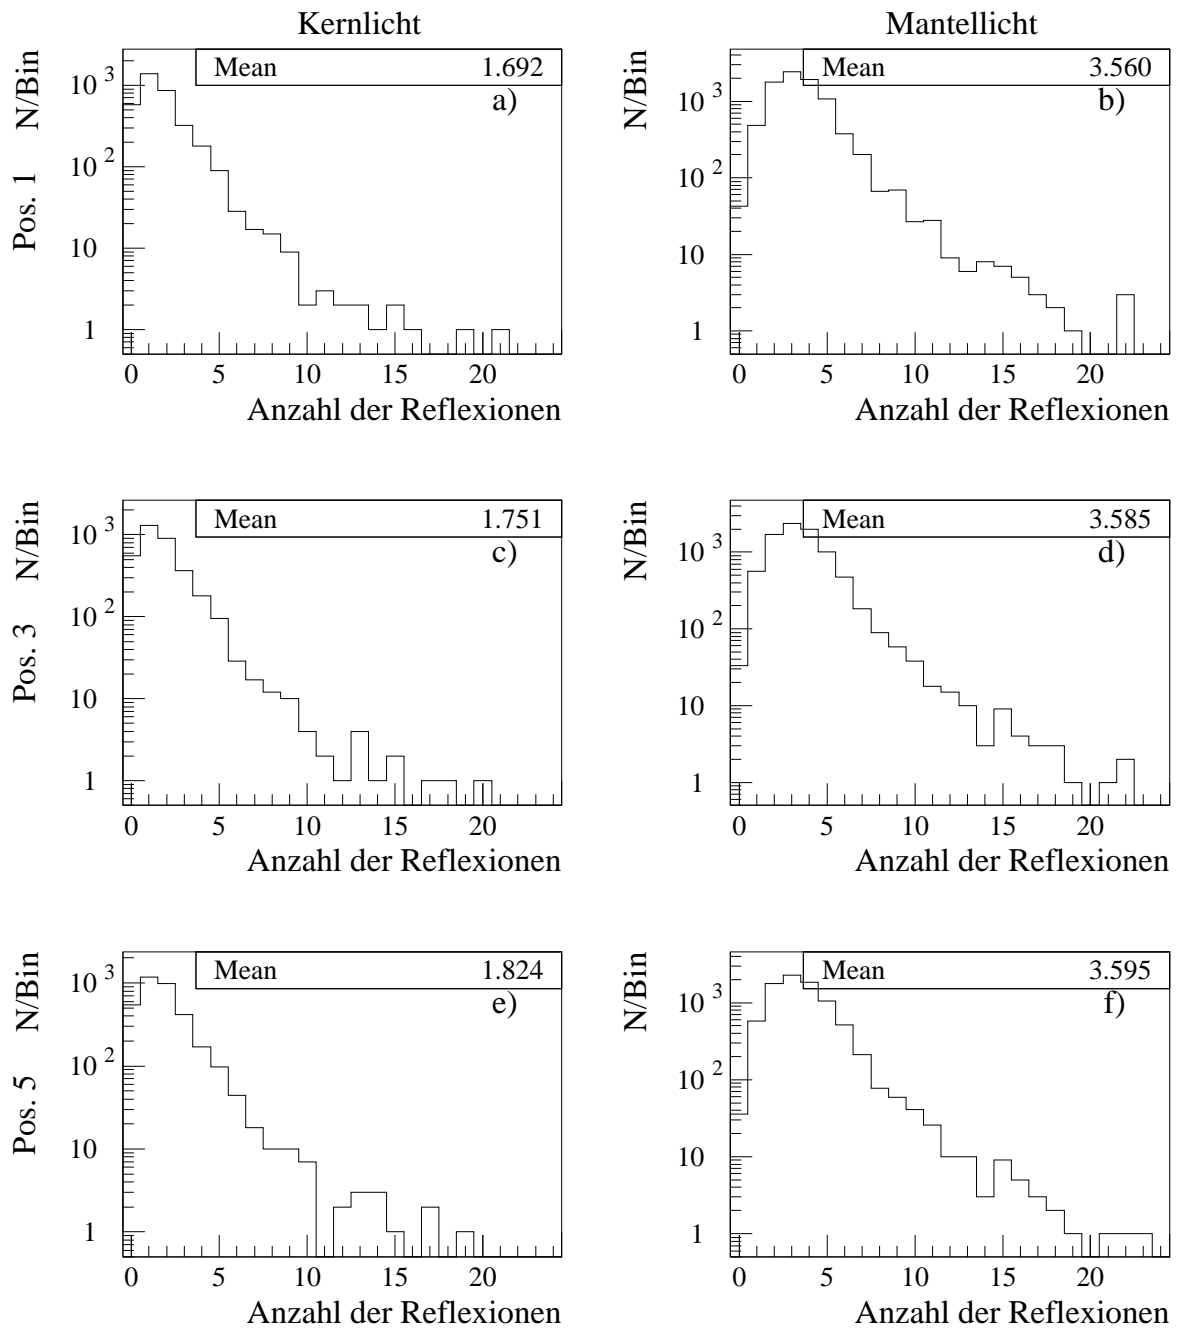 Kernlicht
Mantellicht
Pos. 1
N/Bin
Mean 1.692
a)
10 3
10 2
10
1
0 5 10 15 20
Anzahl der Reflexionen
N/Bin
Mean 3.560
b)
10 3
10 2
10
1
0 5 10 15 20
Anzahl der Reflexionen
Pos. 3
N/Bin
Mean 1.751
c)
10 3
10 2
10
1
0 5 10 15 20
Anzahl der Reflexionen
N/Bin
Mean 3.585
d)
10 3
10 2
10
1
0 5 10 15 20
Anzahl der Reflexionen
Pos. 5
N/Bin
Mean 1.824
e)
10 3
10 2
10
1
0 5 10 15 20
Anzahl der Reflexionen
N/Bin
Mean 3.595
f)
10 3
10 2
10
1
0 5 10 15 20
Anzahl der Reflexionen